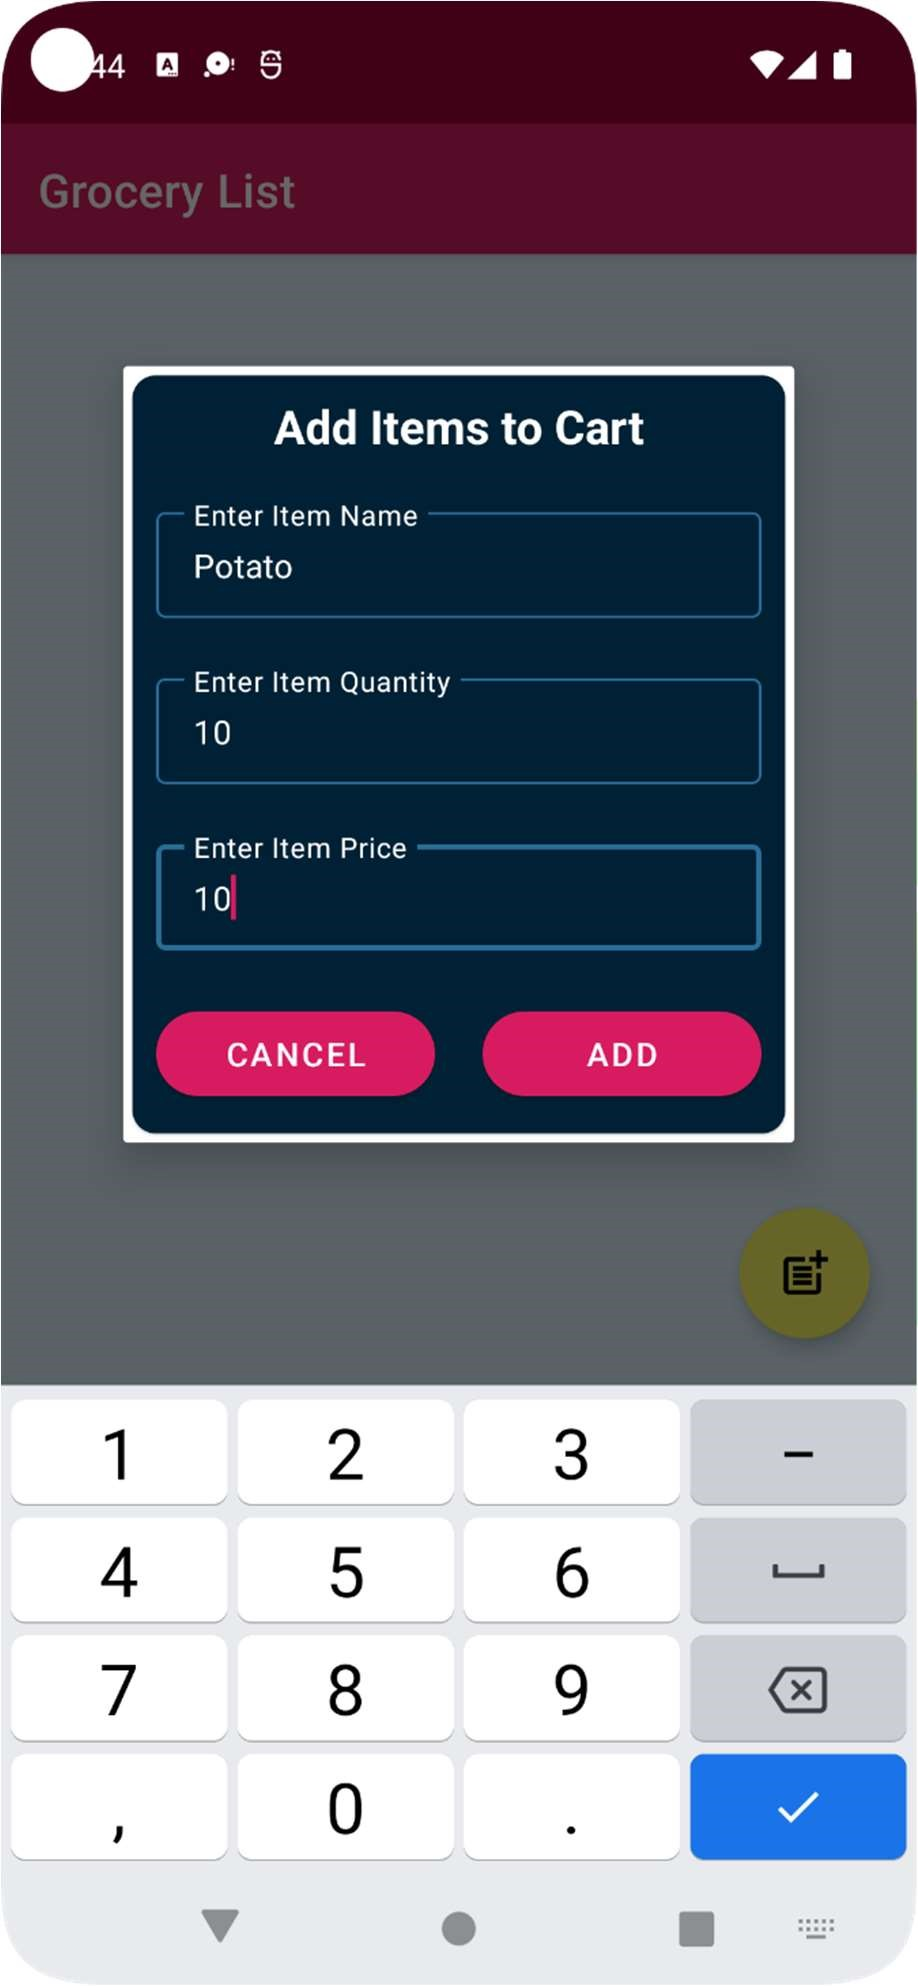 44
Grocery List
Add Items to Cart
Enter Item Name
Potato
Enter Item Quantity
10
Enter Item Price
10
CANCEL ADD
1 2 3 –
4 5 6
7 8 9
, 0 .